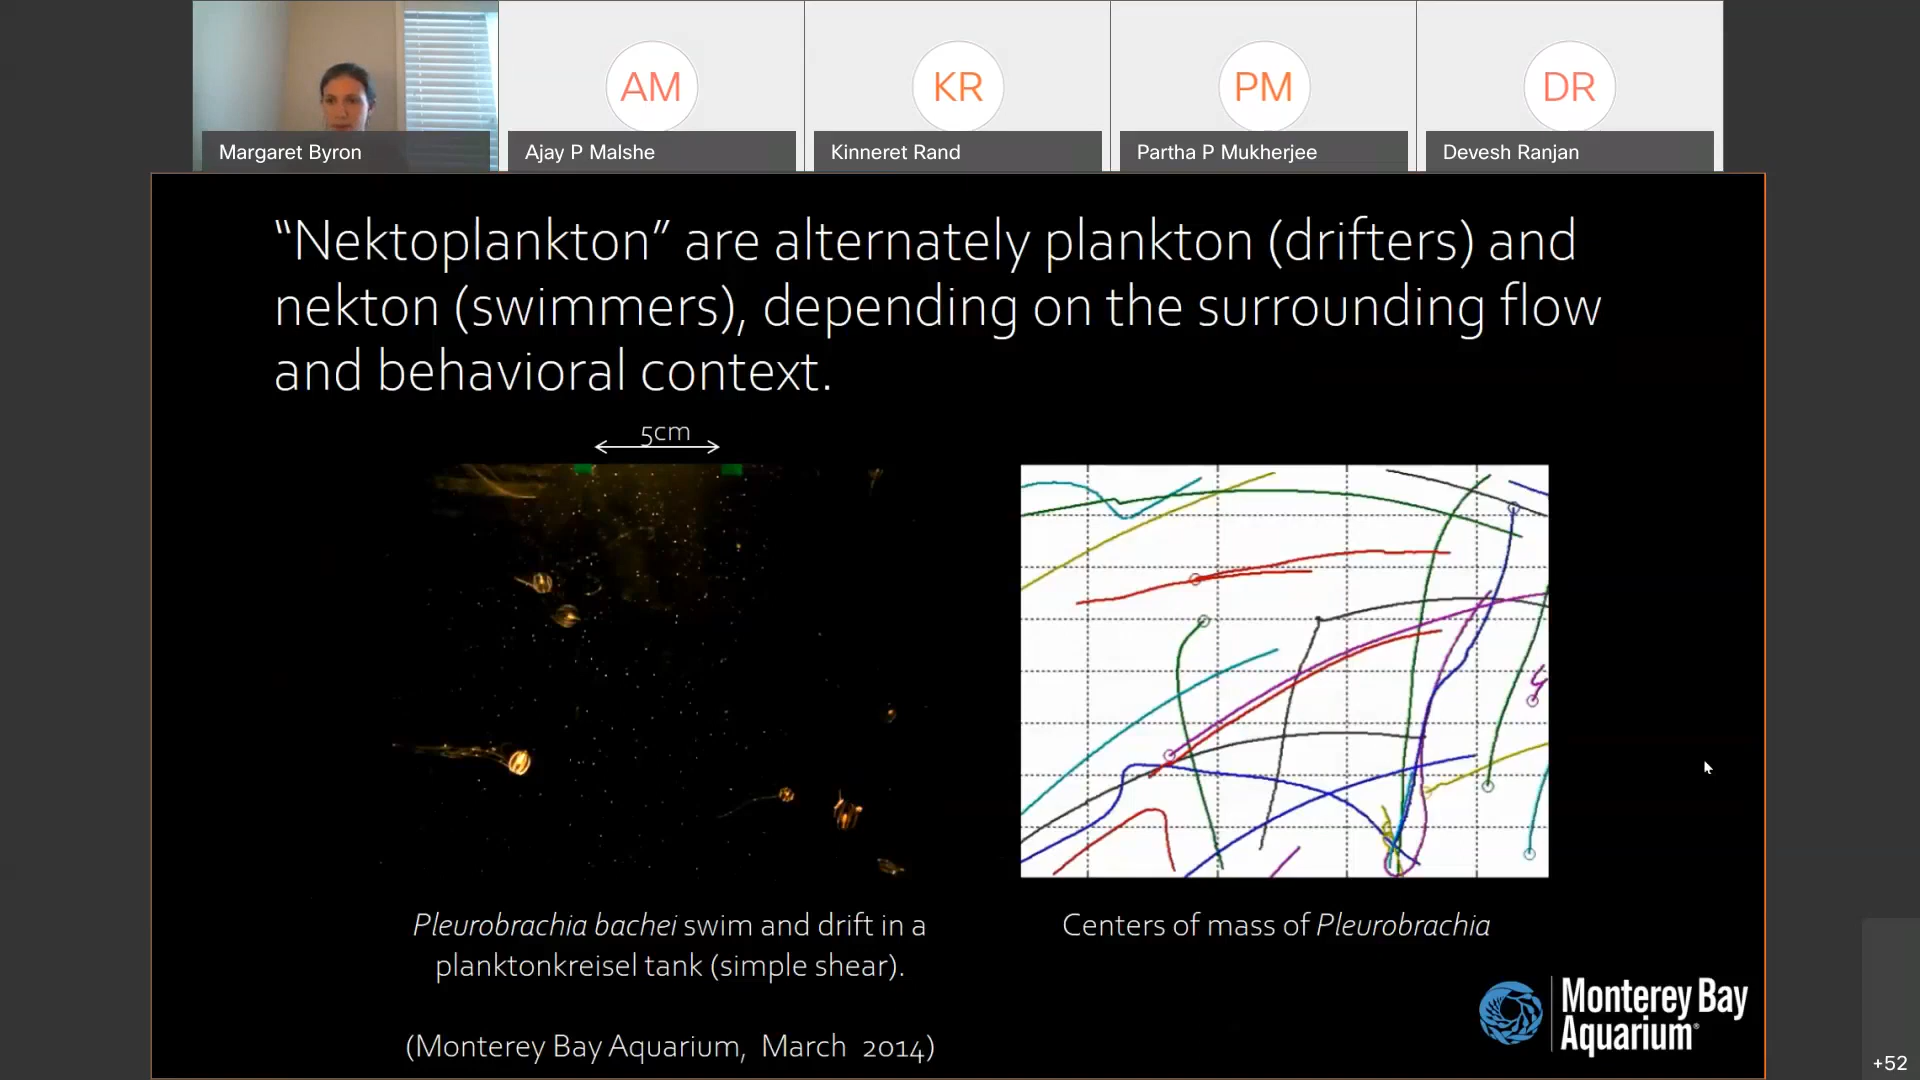 AM
KR
PM
DR
Margaret Byron
Ajay P Malshe
Kinneret Rand
Partha P Mukherjee
Devesh Ranjan
“Nektoplankton” are alternately plankton (drifters) and
nekton (swimmers), depending on the surrounding flow
and behavioral context.
5cm
Pleurobrachia bachei swim and drift in a
planktonkreisel tank (simple shear).
(Monterey Bay Aquarium, March 2014)
Centers of mass of Pleurobrachia
Monterey Bay
Aquarium®
+52